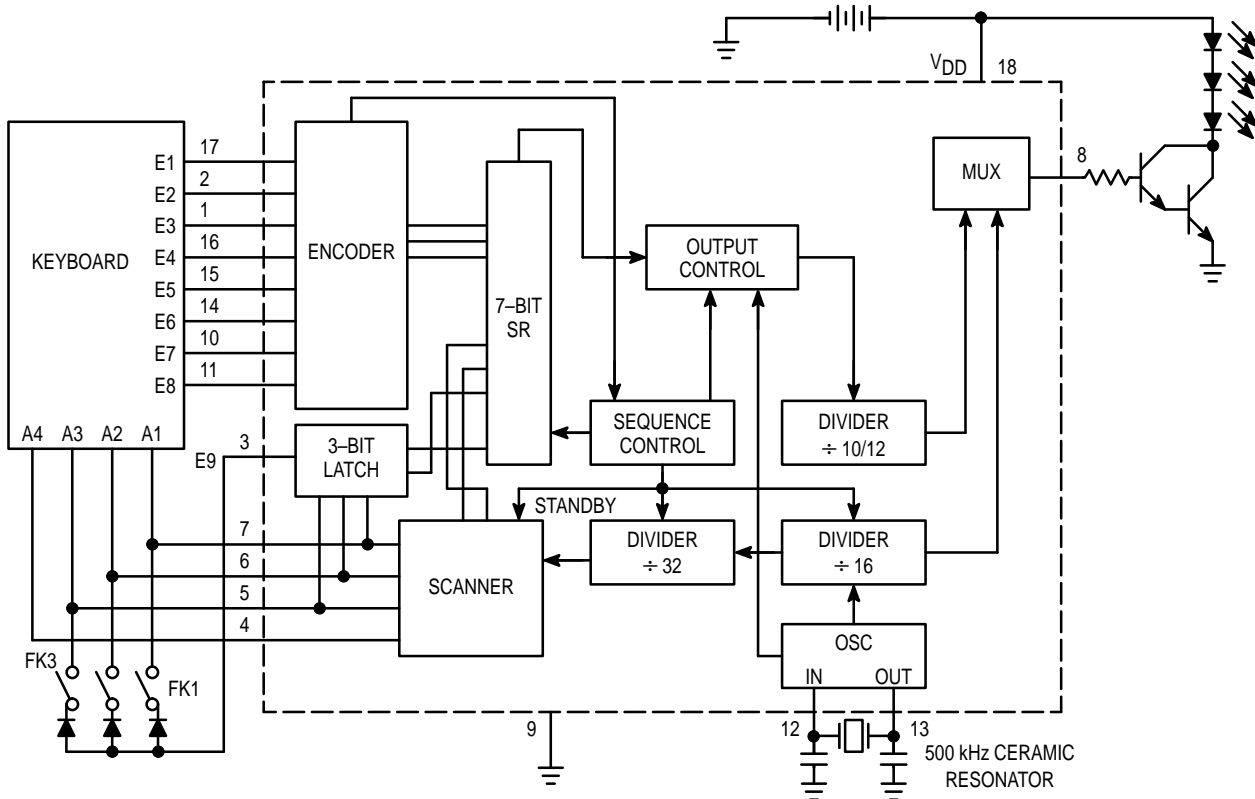 VDD
18
KEYBOARD
E1
E2
E3
E4
E5
E6
E7
E8
17
2
1
16
15
14
10
11
A4 A3 A2 A1
ENCODER
7–BIT
SR
OUTPUT
CONTROL
MUX
8
E9
3
3–BIT
LATCH
SEQUENCE
CONTROL
DIVIDER
÷ 10/12
STANDBY
7
6
5
4
SCANNER
DIVIDER
÷ 32
DIVIDER
÷ 16
OSC
IN OUT
FK3
FK1
9
12
13
500 kHz CERAMIC
RESONATOR